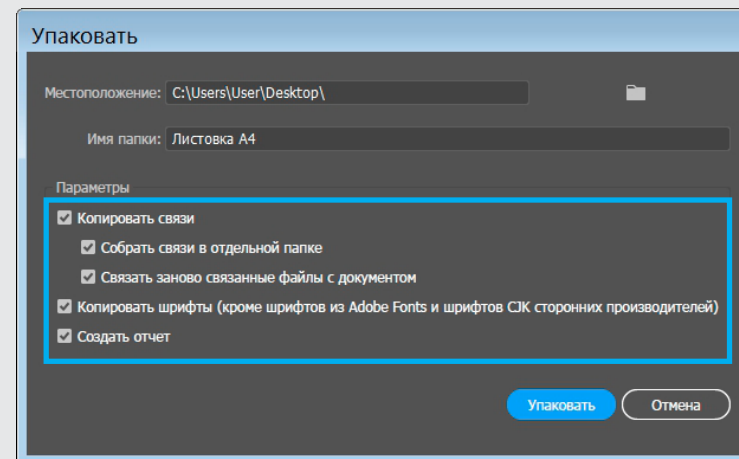 Упаковать
Местоположение: C:\Users\User\Desktop\
Имя папки: Листовка А4
Параметры
Копировать связи
Собрать связи в отдельной папке
Связать заново связанные файлы с документом
Копировать шрифты (кроме шрифтов из Adobe Fonts и шрифтов CJK сторонних производителей)
Создать отчет
Упаковать Отмена